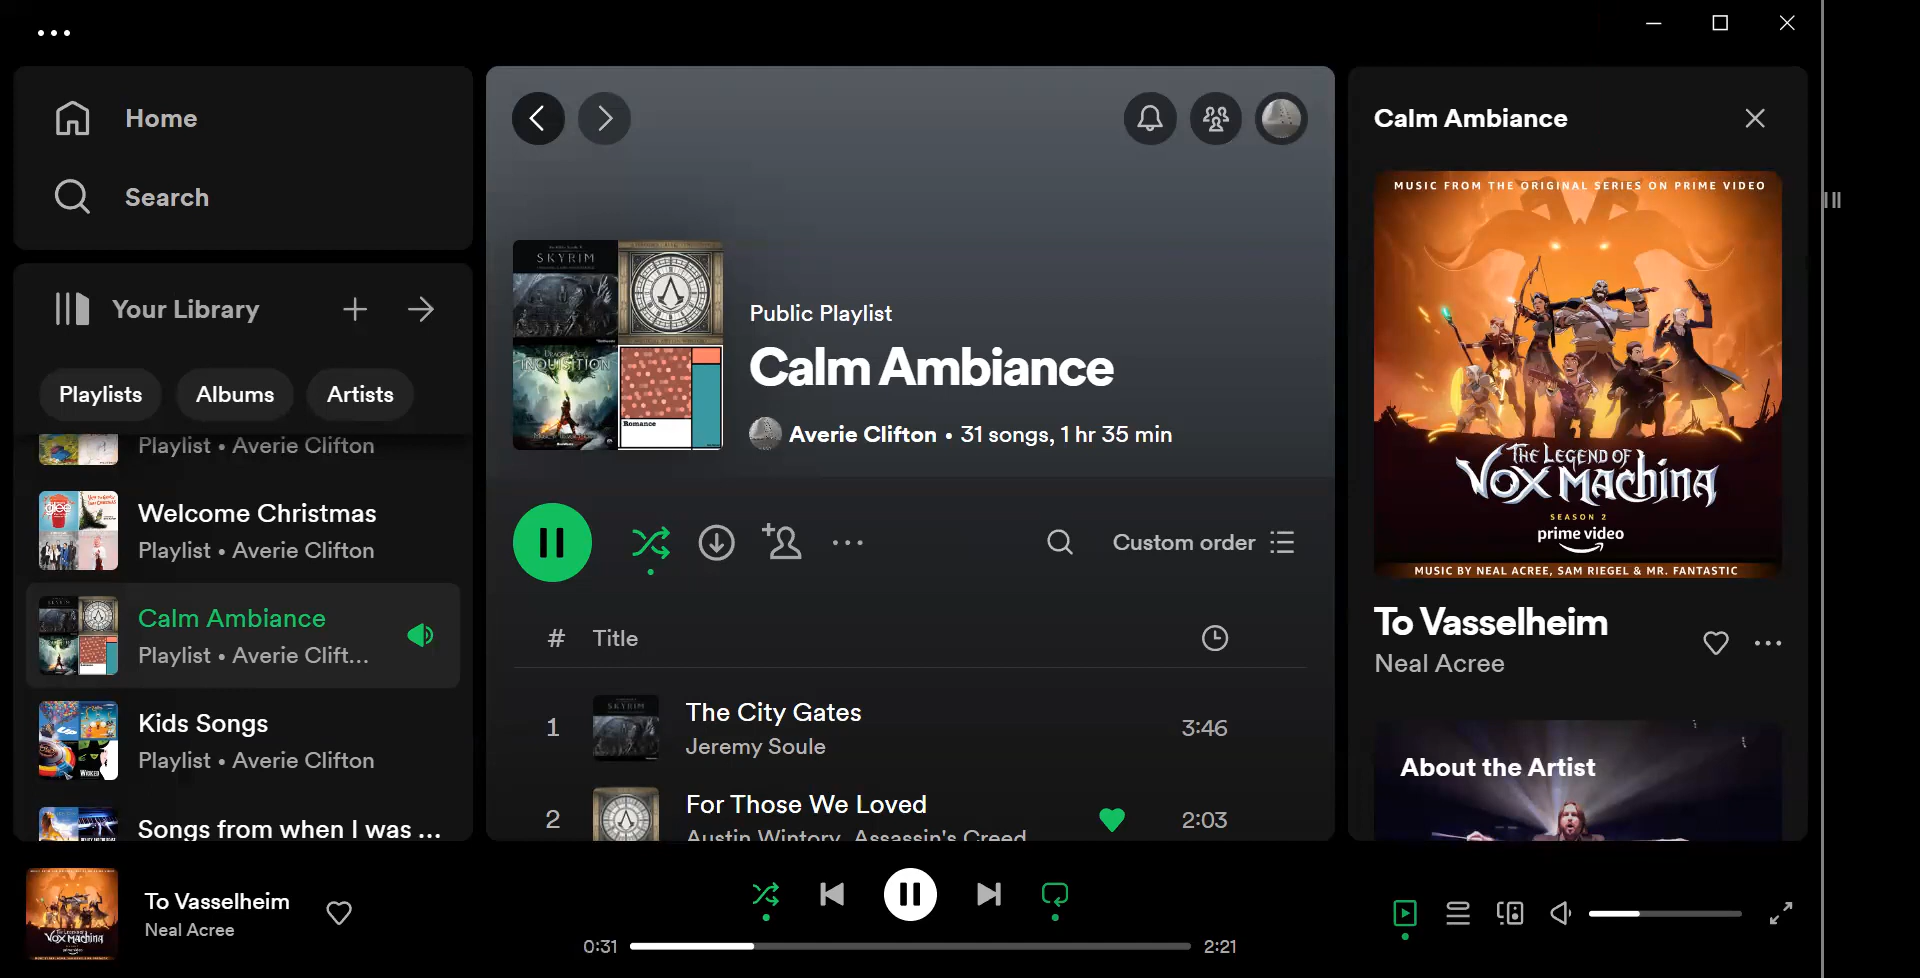 Home
Search
Your Library
Playlists
Albums
Artists
Playlist • Averie Clifton
Welcome Christmas
Playlist • Averie Clifton
Calm Ambiance
Playlist • Averie Clift...
Kids Songs
Playlist • Averie Clifton
Songs from when I was ...
SKYRIM
INQUISITION
Romance
Public Playlist
Calm Ambiance
Averie Clifton • 31 songs, 1 hr 35 min
Custom order
# Title
1
The City Gates
Jeremy Soule
3:46
2
For Those We Loved
Austin Wintory, Assassin's Creed
2:03
Calm Ambiance
MUSIC FROM THE ORIGINAL SERIES ON PRIME VIDEO
THE LEGEND OF
VOX MACHINA
SEASON 2
prime video
MUSIC BY NEAL ACREE, SAM RIEGEL & MR. FANTASTIC
To Vasselheim
Neal Acree
About the Artist
To Vasselheim
Neal Acree
0:31
2:21